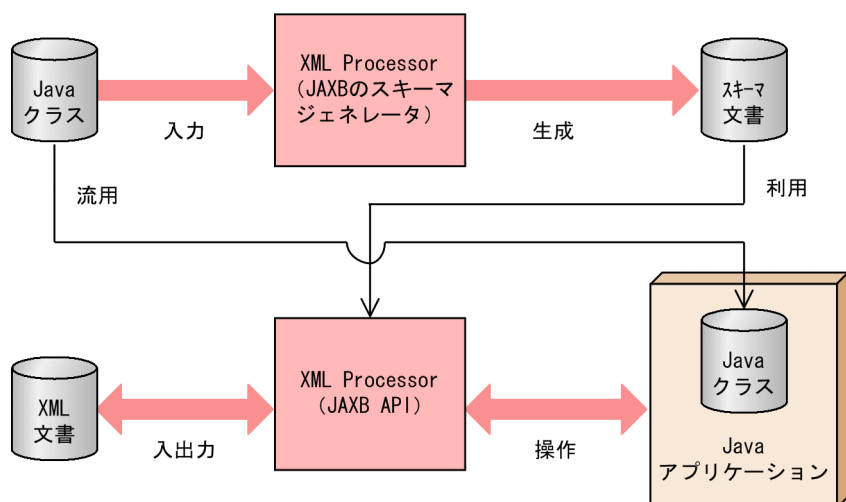 Java
クラス
入力
XML Processor
(JAXBのスキーマ
ジェネレータ)
生成
スキーマ
文書
流用
利用
XML
文書
入出力
XML Processor
(JAXB API)
操作
Java
クラス
Java
アプリケーション